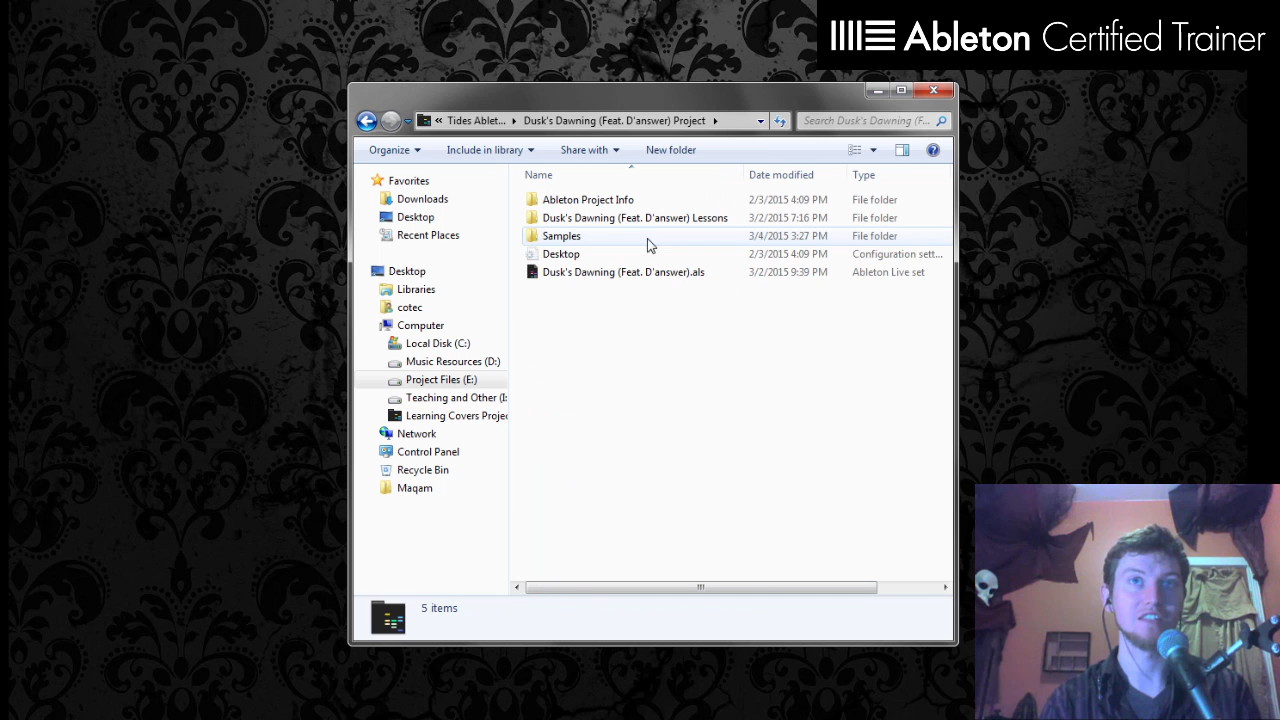 Ableton Certified Trainer
« Tides Ablet... ▸ Dusk's Dawning (Feat. D'answer) Project ▸
Search Dusk's Dawning (F...
Organize Include in library Share with New folder
Name Date modified Type
Favorites
Downloads
Desktop
Recent Places
Desktop
Libraries
cotec
Computer
Local Disk (C:)
Music Resources (D:)
Project Files (E:)
Teaching and Other (I:
Learning Covers Projec
Network
Control Panel
Recycle Bin
Maqam
Ableton Project Info 2/3/2015 4:09 PM File folder
Dusk's Dawning (Feat. D'answer) Lessons 3/2/2015 7:16 PM File folder
Samples 3/4/2015 3:27 PM File folder
Desktop 2/3/2015 4:09 PM Configuration sett...
Dusk's Dawning (Feat. D'answer).als 3/2/2015 9:39 PM Ableton Live set
5 items